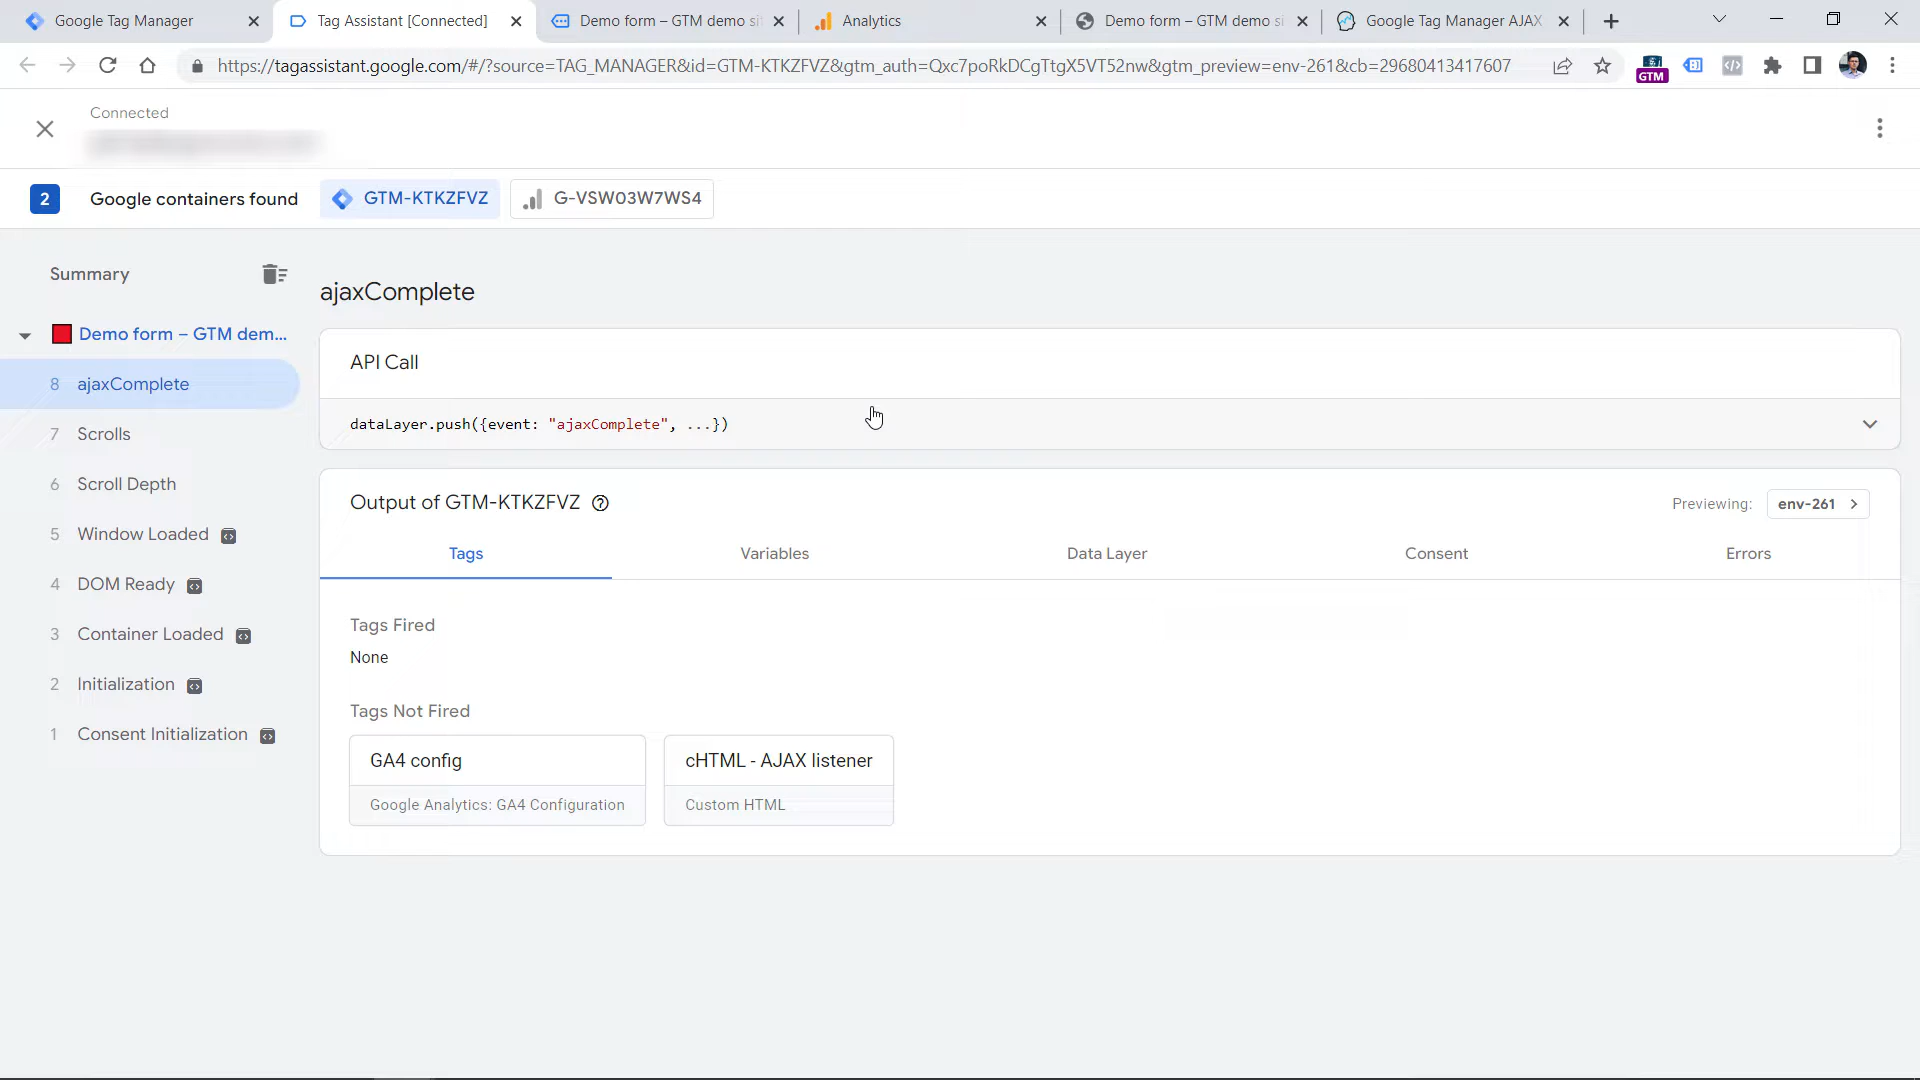 Google Tag Manager
Tag Assistant [Connected]
Demo form – GTM demo si
Analytics
Demo form – GTM demo si
Google Tag Manager AJAX
https://tagassistant.google.com/#/?source=TAG_MANAGER&id=GTM-KTKZFVZ&gtm_auth=Qxc7poRkDCgTtgX5VT52nw&gtm_preview=env-261&cb=29680413417607
GTM
Connected
2
Google containers found
GTM-KTKZFVZ
G-VSW03W7WS4
Summary
Demo form – GTM dem...
8 ajaxComplete
7 Scrolls
6 Scroll Depth
5 Window Loaded
4 DOM Ready
3 Container Loaded
2 Initialization
1 Consent Initialization
ajaxComplete
API Call
dataLayer.push({event: "ajaxComplete", ...})
Output of GTM-KTKZFVZ
Previewing: env-261
Tags
Variables
Data Layer
Consent
Errors
Tags Fired
None
Tags Not Fired
GA4 config
Google Analytics: GA4 Configuration
cHTML - AJAX listener
Custom HTML